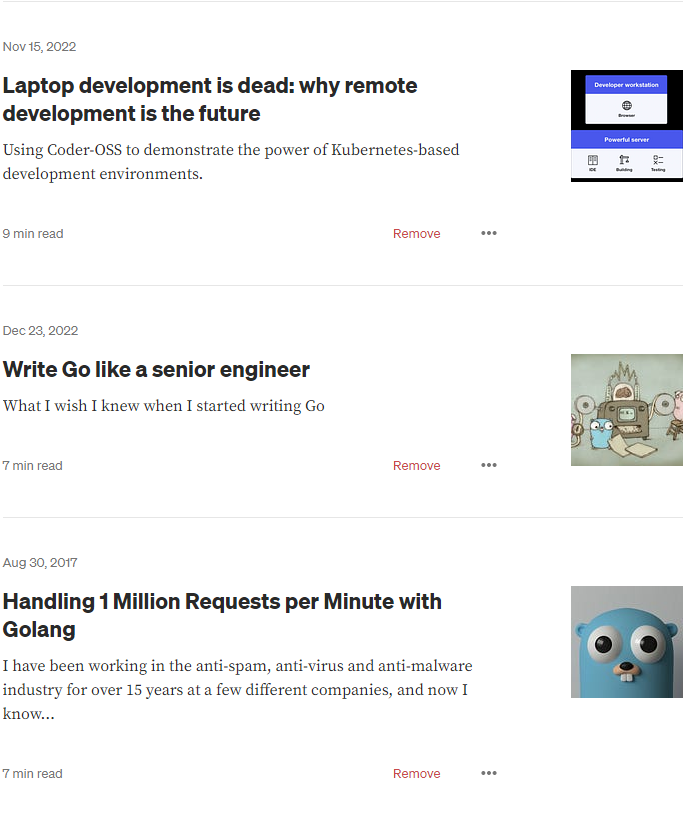 Nov 15, 2022
Laptop development is dead: why remote
development is the future
Using Coder-OSS to demonstrate the power of Kubernetes-based
development environments.
9 min read
Remove
Developer workstation
Browser
Powerful server
IDE
Building
Testing
Dec 23, 2022
Write Go like a senior engineer
What I wish I knew when I started writing Go
7 min read
Remove
Aug 30, 2017
Handling 1 Million Requests per Minute with
Golang
I have been working in the anti-spam, anti-virus and anti-malware
industry for over 15 years at a few different companies, and now I
know…
7 min read
Remove